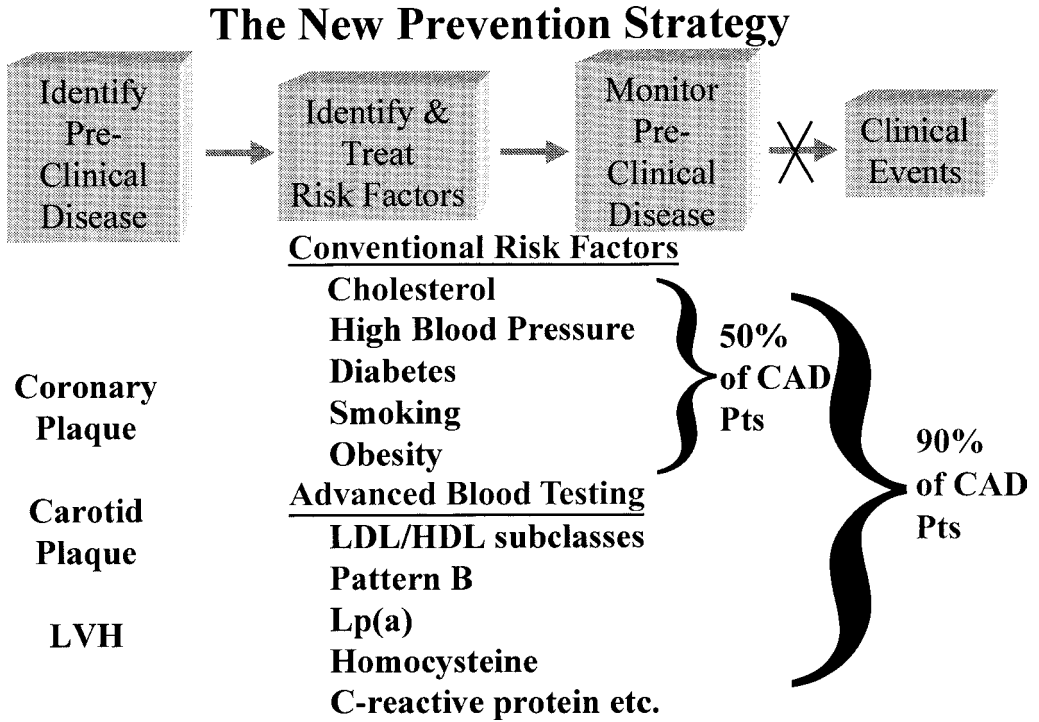 The New Prevention Strategy
Identify
Pre-
Clinical
Disease
Identify &
Treat
Risk Factors
Monitor
Pre-
Clinical
Disease
Clinical
Events
Coronary
Plaque
Carotid
Plaque
LVH
Conventional Risk Factors
Cholesterol
High Blood Pressure
Diabetes
Smoking
Obesity
Advanced Blood Testing
LDL/HDL subclasses
Pattern B
Lp(a)
Homocysteine
C-reactive protein etc.
50%
of CAD
Pts
90%
of CAD
Pts